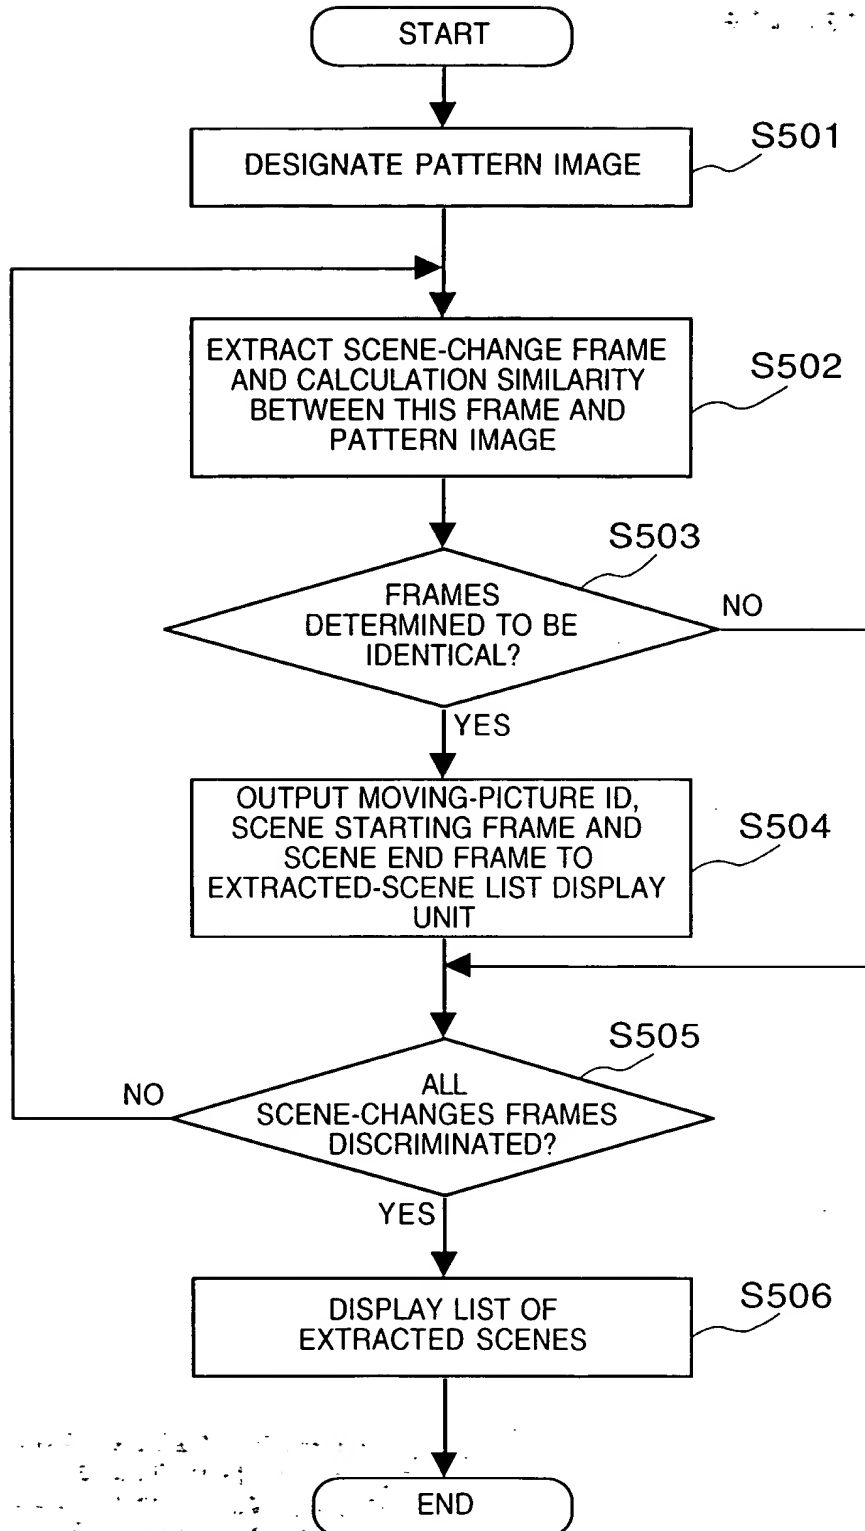 START
DESIGNATE PATTERN IMAGE
S501
EXTRACT SCENE-CHANGE FRAME
AND CALCULATION SIMILARITY
BETWEEN THIS FRAME AND
PATTERN IMAGE
S502
S503
FRAMES
DETERMINED TO BE
IDENTICAL?
NO
YES
OUTPUT MOVING-PICTURE ID,
SCENE STARTING FRAME AND
SCENE END FRAME TO
EXTRACTED-SCENE LIST DISPLAY
UNIT
S504
S505
ALL
SCENE-CHANGES FRAMES
DISCRIMINATED?
NO
YES
DISPLAY LIST OF
EXTRACTED SCENES
S506
END